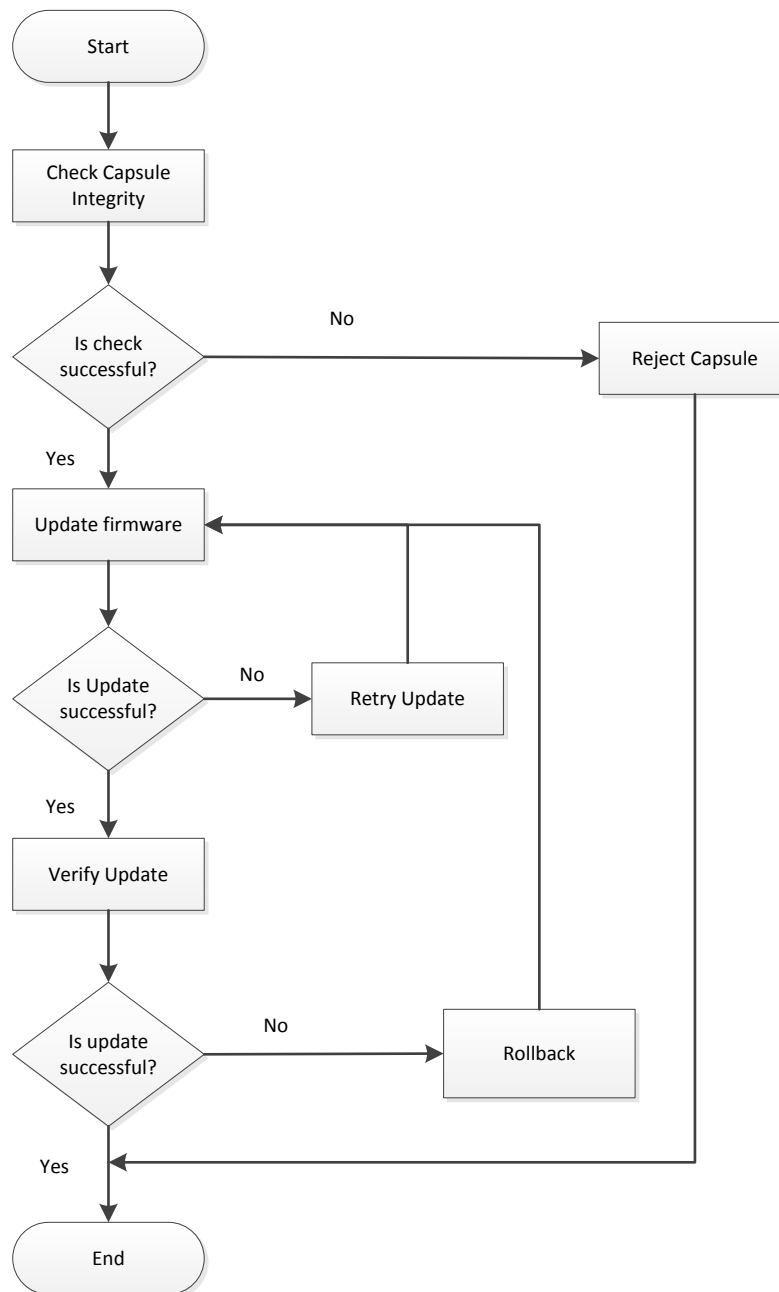 Start
Check Capsule
Integrity
Is check
successful?
No
Reject Capsule
Yes
Update firmware
Is Update
successful?
No
Retry Update
Yes
Verify Update
Is update
successful?
No
Rollback
Yes
End